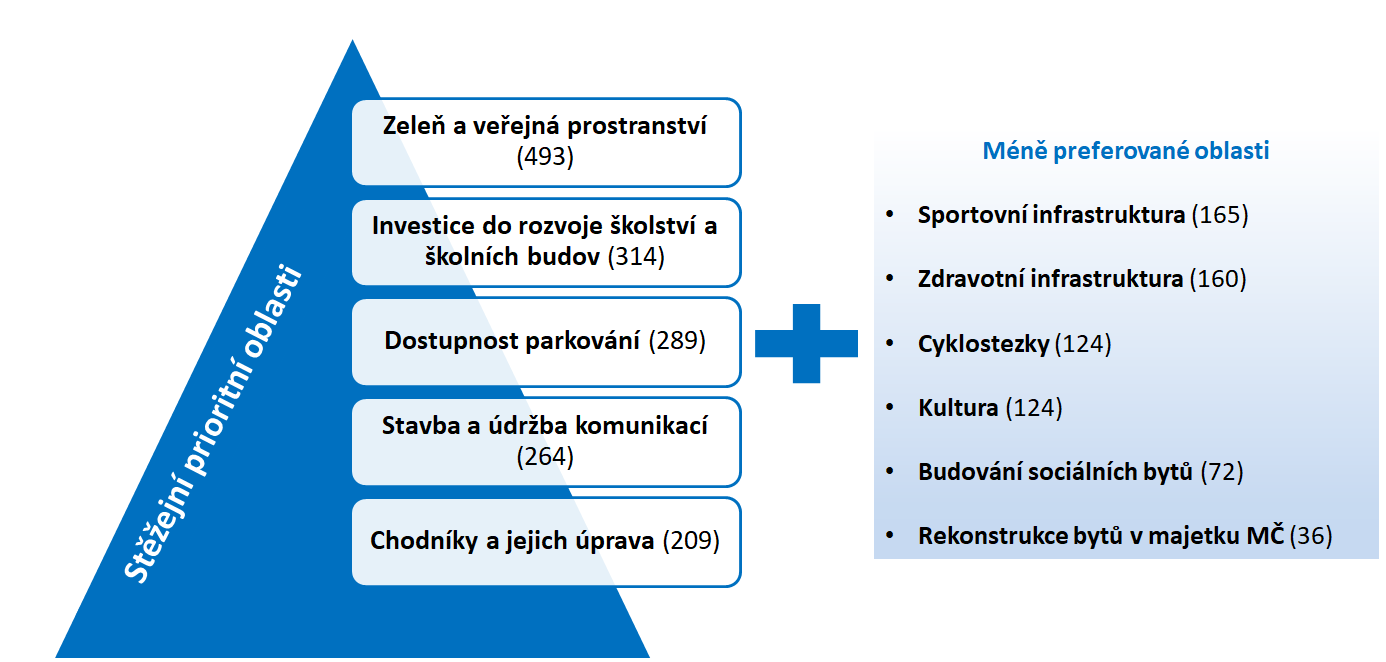 Stěžejní prioritní oblasti
Zeleň a veřejná prostranství
(493)
Investice do rozvoje školství a
školních budov (314)
Dostupnost parkování (289)
Stavba a údržba komunikací
(264)
Chodníky a jejich úprava (209)
Méně preferované oblasti
• Sportovní infrastruktura (165)
• Zdravotní infrastruktura (160)
• Cyklostezky (124)
• Kultura (124)
• Budování sociálních bytů (72)
• Rekonstrukce bytů v majetku MČ (36)